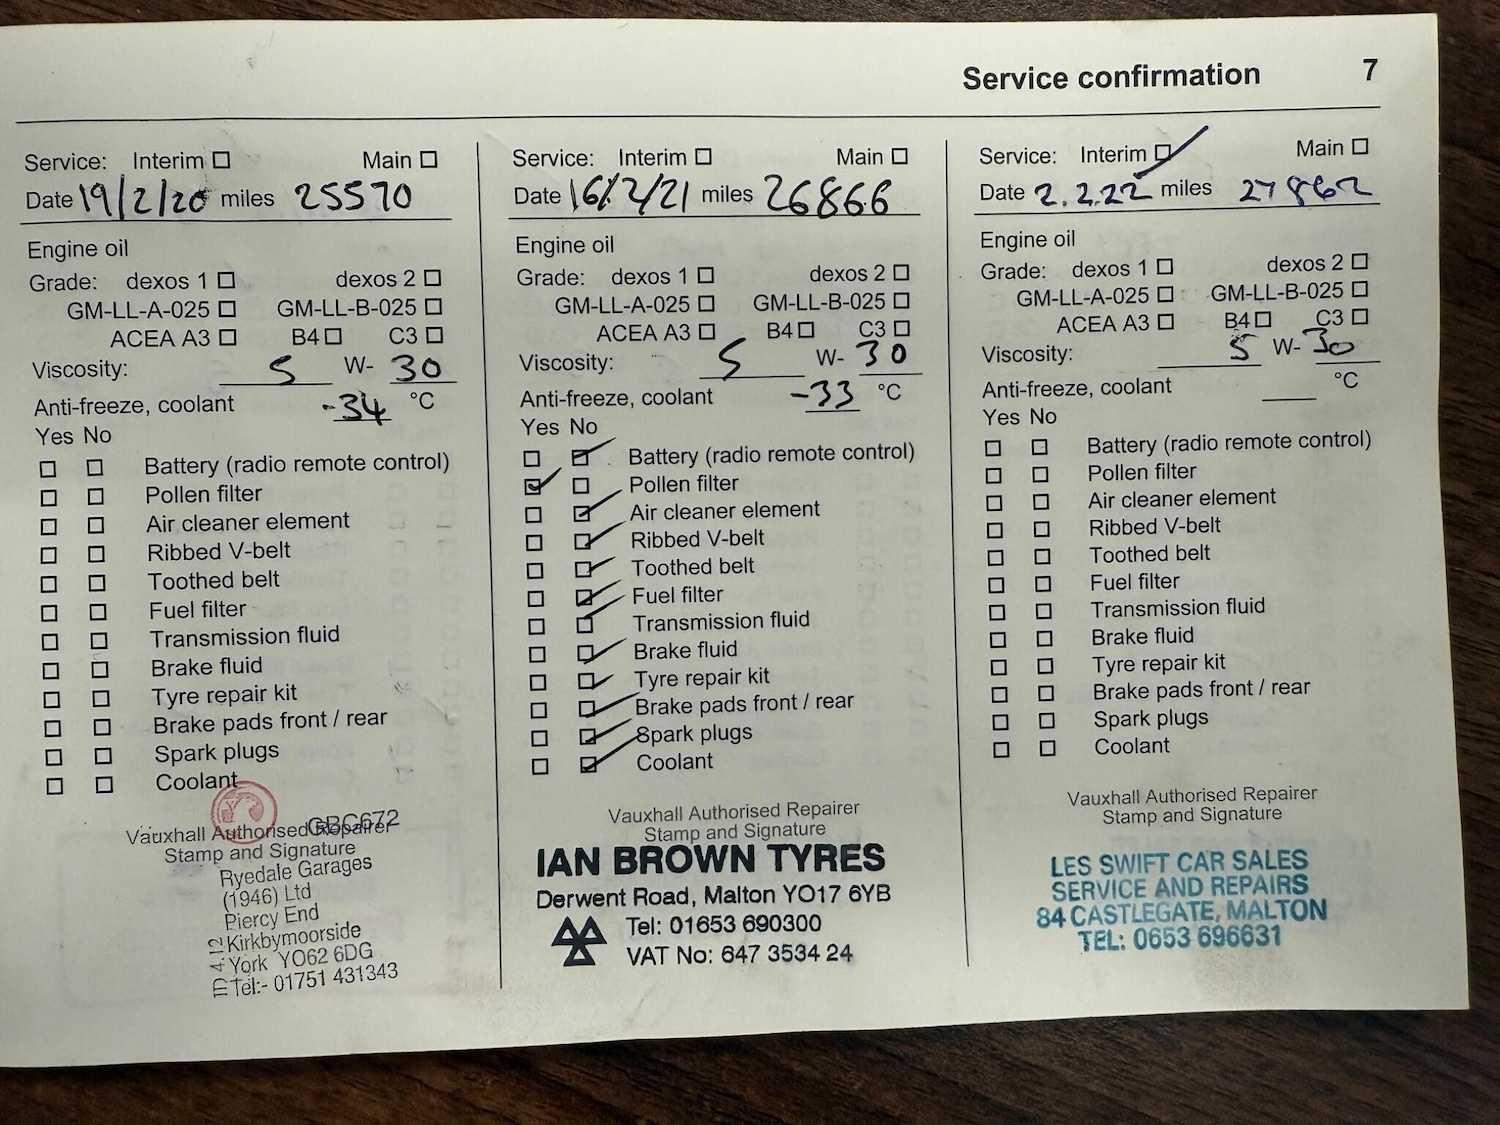 Service confirmation 7
Service: Interim Main
Date 19/2/20 miles 25570
Engine oil
Grade: dexos 1 dexos 2
GM-LL-A-025 GM-LL-B-025
ACEA A3 B4 C3
Viscosity: 5 W- 30
Anti-freeze, coolant -34 °C
Yes No
Battery (radio remote control)
Pollen filter
Air cleaner element
Ribbed V-belt
Toothed belt
Fuel filter
Transmission fluid
Brake fluid
Tyre repair kit
Brake pads front / rear
Spark plugs
Coolant
GBC672
Vauxhall Authorised Repairer
Stamp and Signature
Ryedale Garages
(1946) Ltd
Piercy End
Kirkbymoorside
York YO62 6DG
Tel:- 01751 431343
Service: Interim Main
Date 16/2/21 miles 26866
Engine oil
Grade: dexos 1 dexos 2
GM-LL-A-025 GM-LL-B-025
ACEA A3 B4 C3
Viscosity: 5 W- 30
Anti-freeze, coolant -33 °C
Yes No
Battery (radio remote control)
Pollen filter
Air cleaner element
Ribbed V-belt
Toothed belt
Fuel filter
Transmission fluid
Brake fluid
Tyre repair kit
Brake pads front / rear
Spark plugs
Coolant
Vauxhall Authorised Repairer
Stamp and Signature
IAN BROWN TYRES
Derwent Road, Malton YO17 6YB
Tel: 01653 690300
VAT No: 647 3534 24
Service: Interim Main
Date 2.2.22 miles 27862
Engine oil
Grade: dexos 1 dexos 2
GM-LL-A-025 GM-LL-B-025
ACEA A3 B4 C3
Viscosity: 5 W- 30
Anti-freeze, coolant °C
Yes No
Battery (radio remote control)
Pollen filter
Air cleaner element
Ribbed V-belt
Toothed belt
Fuel filter
Transmission fluid
Brake fluid
Tyre repair kit
Brake pads front / rear
Spark plugs
Coolant
Vauxhall Authorised Repairer
Stamp and Signature
LES SWIFT CAR SALES
SERVICE AND REPAIRS
84 CASTLEGATE, MALTON
TEL: 0653 696631